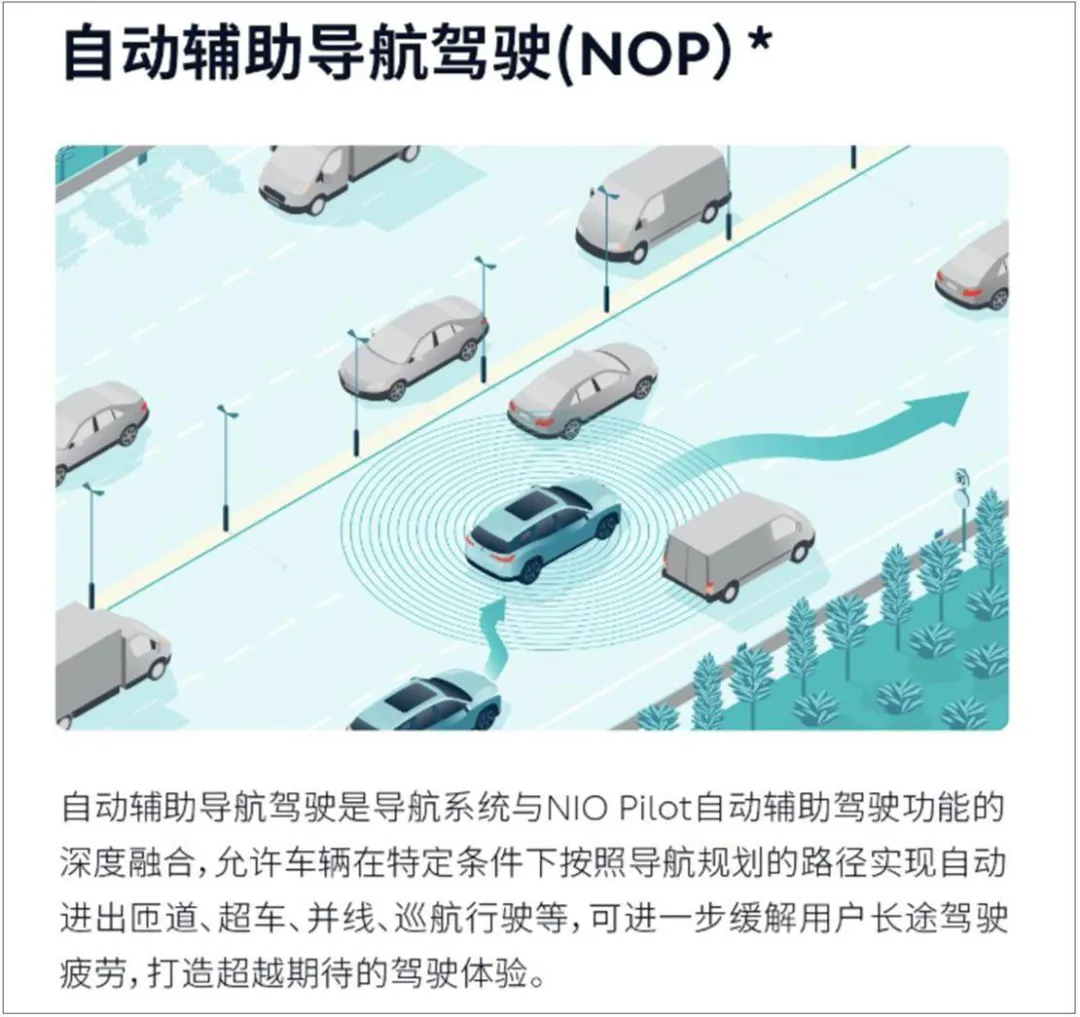 自动辅助导航驾驶(NOP)*
自动辅助导航驾驶是导航系统与NIO Pilot自动辅助驾驶功能的
深度融合,允许车辆在特定条件下按照导航规划的路径实现自动
进出匝道、超车、并线、巡航行驶等,可进一步缓解用户长途驾驶
疲劳,打造超越期待的驾驶体验。